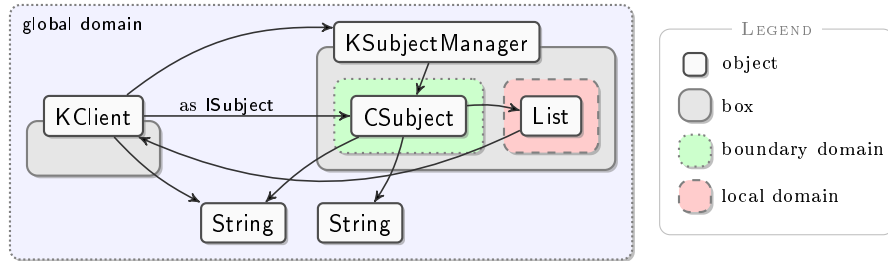 global domain
KSubjectManager
KClient
as ISubject
CSubject
List
String
String
LEGEND
object
box
boundary domain
local domain